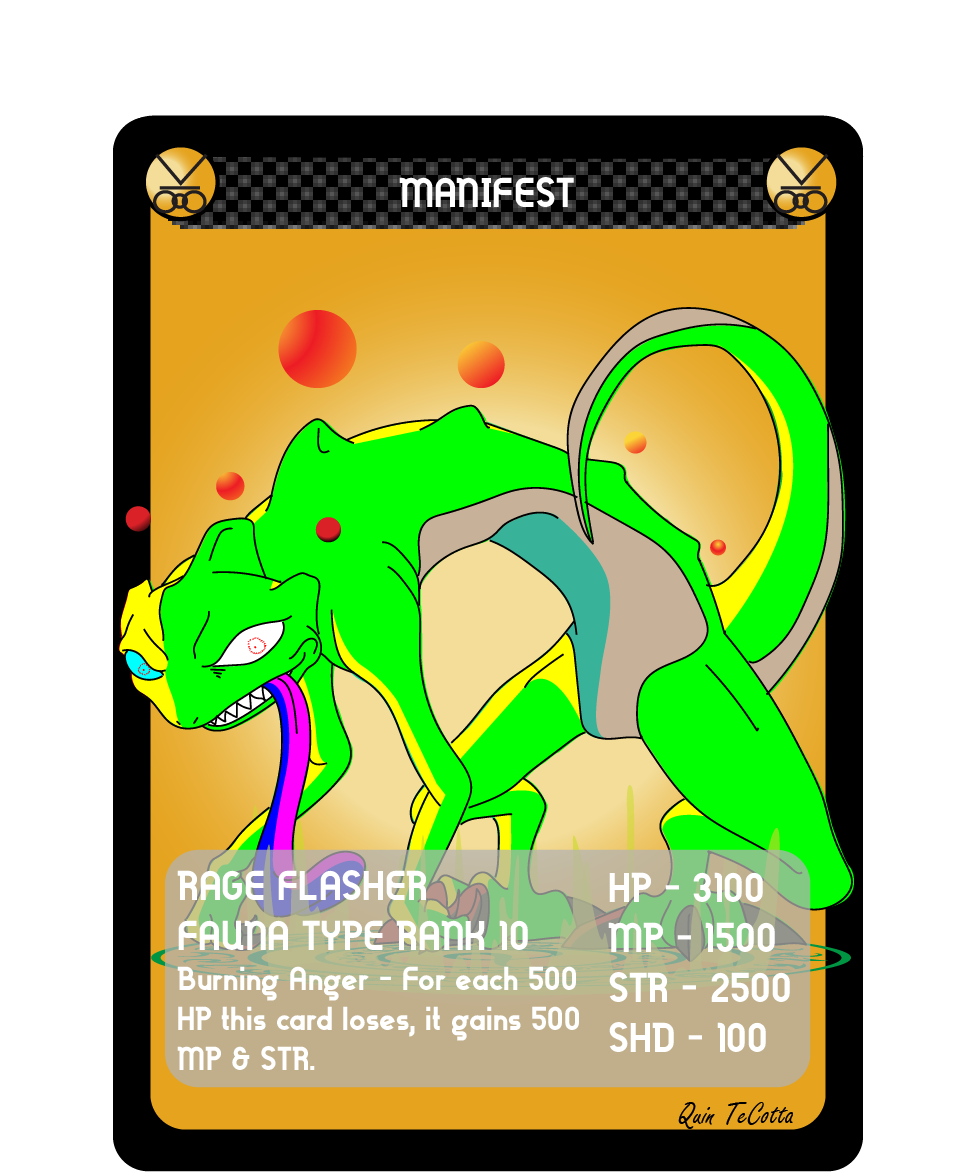 MANIFEST
RAGE FLASHER
FAUNA TYPE RANK 10
Burning Anger - For each 500
HP this card loses, it gains 500
MP & STR.
HP - 3100
MP - 1500
STR - 2500
SHD - 100
Quin TeCotta